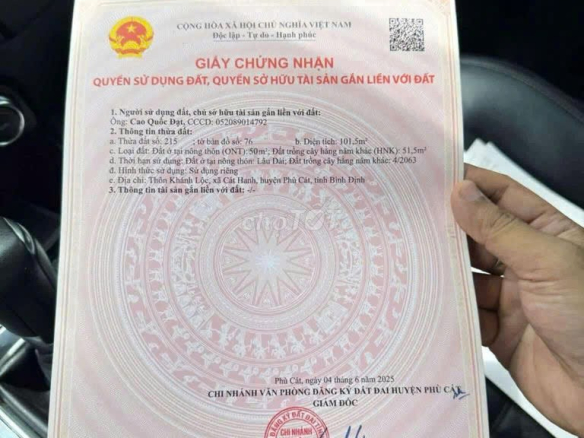 CỘNG HÒA XÃ HỘI CHỦ NGHĨA VIỆT NAM
Độc lập - Tự do - Hạnh phúc
GIẤY CHỨNG NHẬN
QUYỀN SỬ DỤNG ĐẤT, QUYỀN SỞ HỮU TÀI SẢN GẮN LIỀN VỚI ĐẤT
1. Người sử dụng đất, chủ sở hữu tài sản gắn liền với đất:
Ông: Cao Quốc Đạt, CCCD: 052089014792
2. Thông tin thửa đất:
a. Thửa đất số: 215 ; tờ bản đồ số: 76 b. Diện tích: 101,5m²
c. Loại đất: Đất ở tại nông thôn (ONT): 50m²; Đất trồng cây hằng năm khác (HNK): 51,5m²
d. Thời hạn sử dụng: Đất ở tại nông thôn: Lâu Dài; Đất trồng cây hằng năm khác: 4/2063
đ. Hình thức sử dụng: Sử dụng riêng
e. Địa chỉ: Thôn Khánh Lộc, xã Cát Hanh, huyện Phù Cát, tỉnh Bình Định
3. Thông tin tài sản gắn liền với đất: -/-
Phù Cát, ngày 04 tháng 6 năm 2025
CHI NHÁNH VĂN PHÒNG ĐĂNG KÝ ĐẤT ĐAI HUYỆN PHÙ CÁT
GIÁM ĐỐC
ĐĂNG KÝ ĐẤT ĐAI
CHI NHÁNH